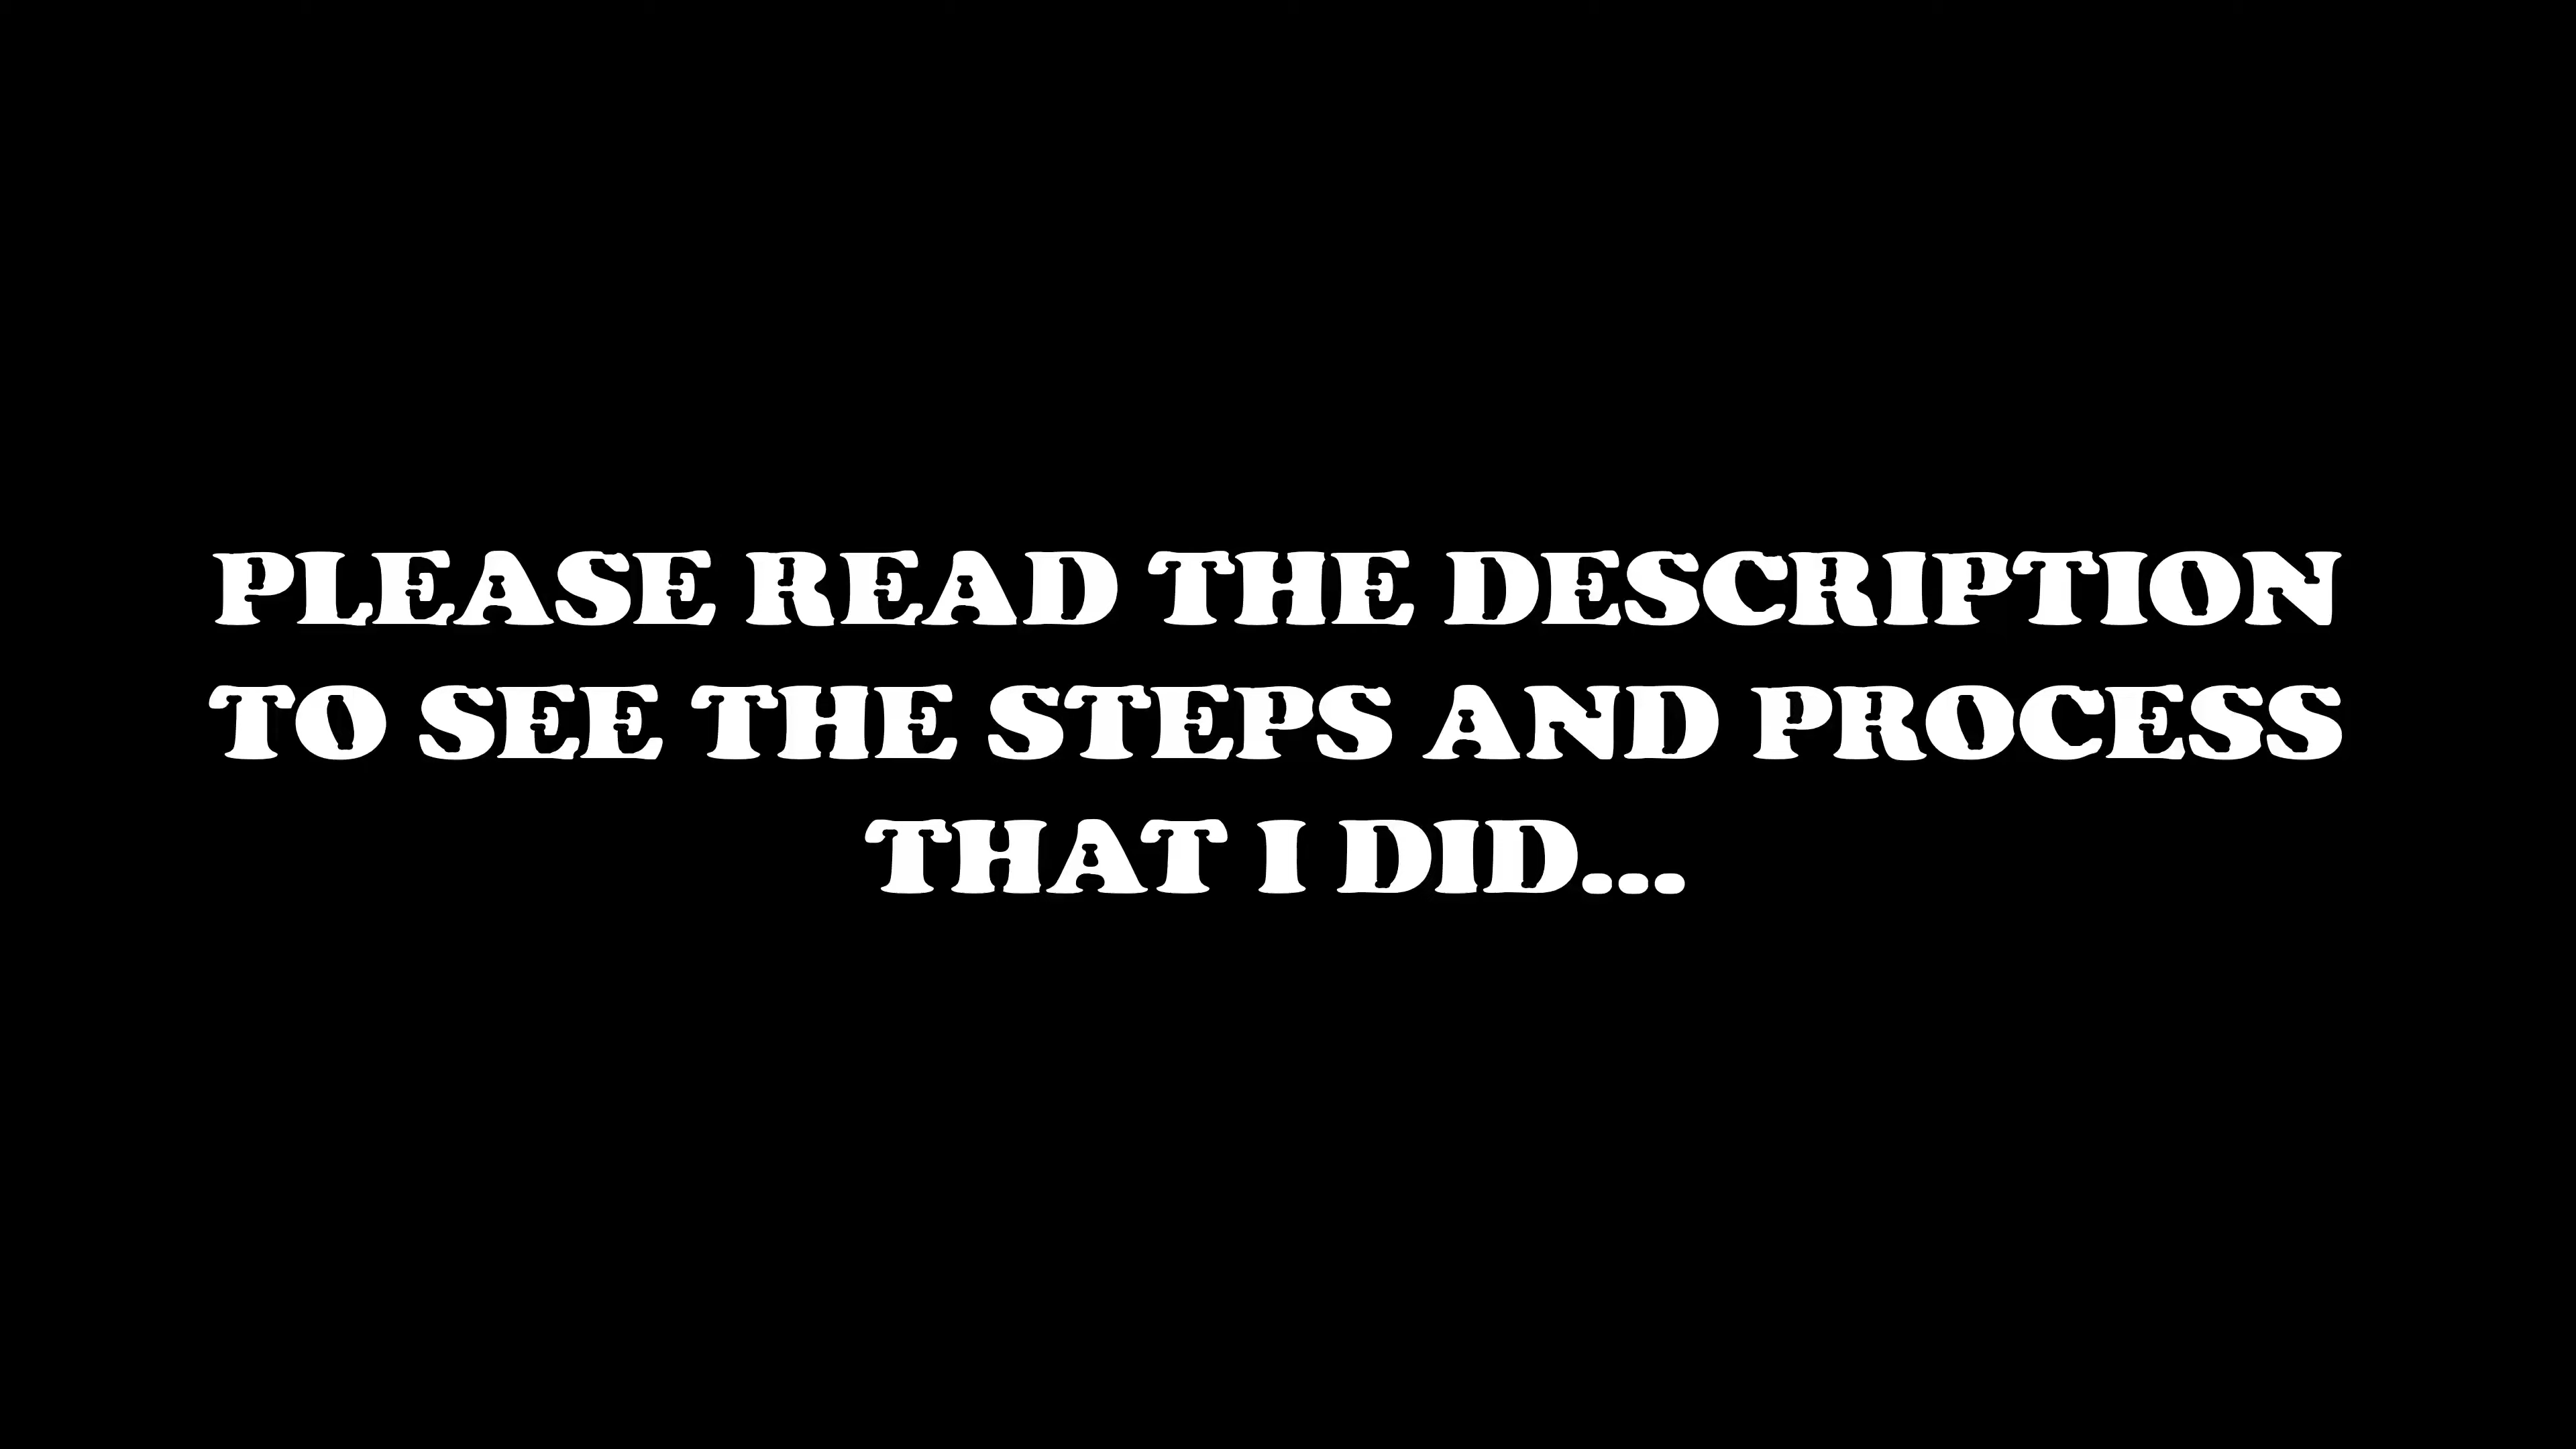 PLEASE READ THE DESCRIPTION
TO SEE THE STEPS AND PROCESS
THAT I DID...